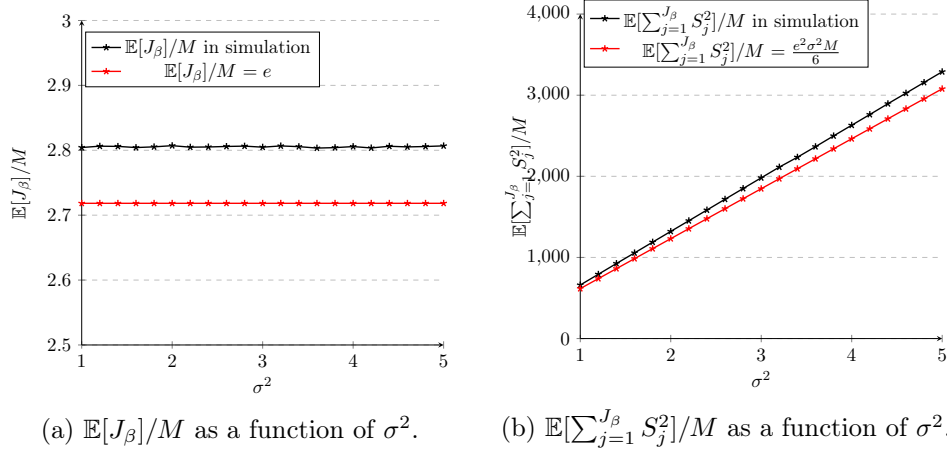 3
2.9
2.8
2.7
2.6
2.5
1
2
3
4
5
σ²
𝔼[J_β]/M
𝔼[J_β]/M in simulation
𝔼[J_β]/M = e
(a) 𝔼[J_β]/M as a function of σ².
4,000
3,000
2,000
1,000
0
1
2
3
4
5
σ²
𝔼[∑_{j=1}^{J_β} S_j²]/M
𝔼[∑_{j=1}^{J_β} S_j²]/M in simulation
𝔼[∑_{j=1}^{J_β} S_j²]/M = e²σ²M/6
(b) 𝔼[∑_{j=1}^{J_β} S_j²]/M as a function of σ².